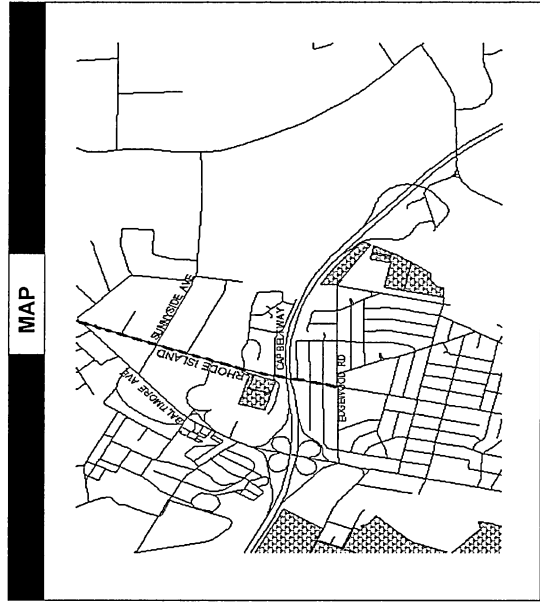 MAP
SUNNYSIDE AVE
RHODE ISLAND
BALTIMORE AVE
CAP BELTWAY
EDGEWOOD RD